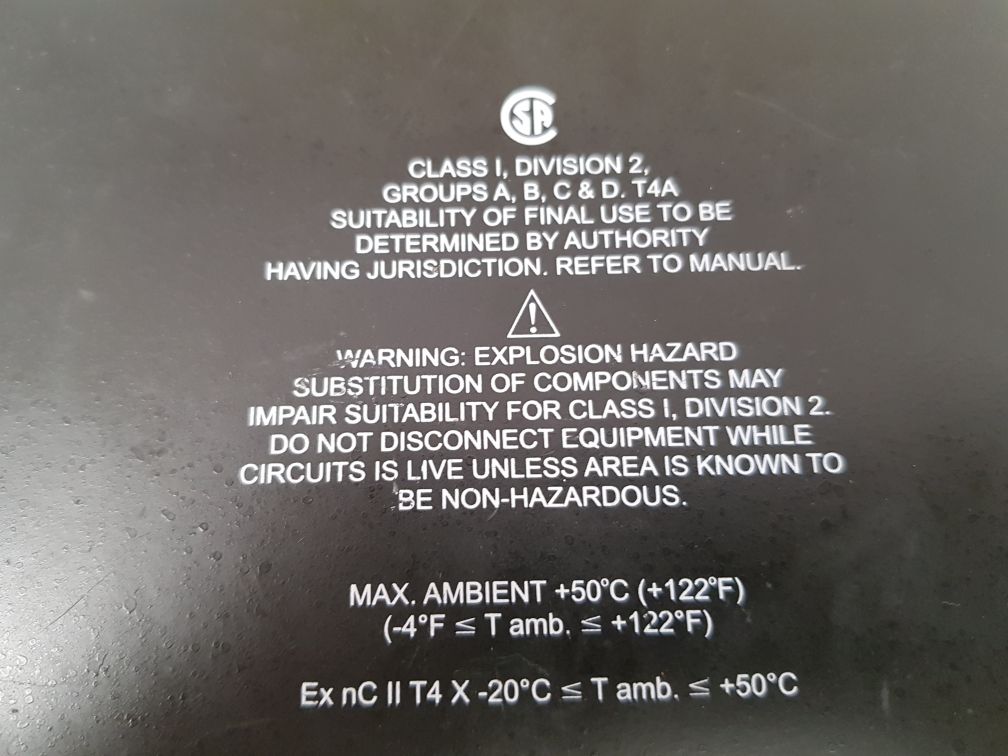 CSA
CLASS I, DIVISION 2,
GROUPS A, B, C & D. T4A
SUITABILITY OF FINAL USE TO BE
DETERMINED BY AUTHORITY
HAVING JURISDICTION. REFER TO MANUAL.
!
WARNING: EXPLOSION HAZARD
SUBSTITUTION OF COMPONENTS MAY
IMPAIR SUITABILITY FOR CLASS I, DIVISION 2.
DO NOT DISCONNECT EQUIPMENT WHILE
CIRCUITS IS LIVE UNLESS AREA IS KNOWN TO
BE NON-HAZARDOUS.
MAX. AMBIENT +50°C (+122°F)
(-4°F ≤ T amb. ≤ +122°F)
Ex nC II T4 X -20°C ≤ T amb. ≤ +50°C